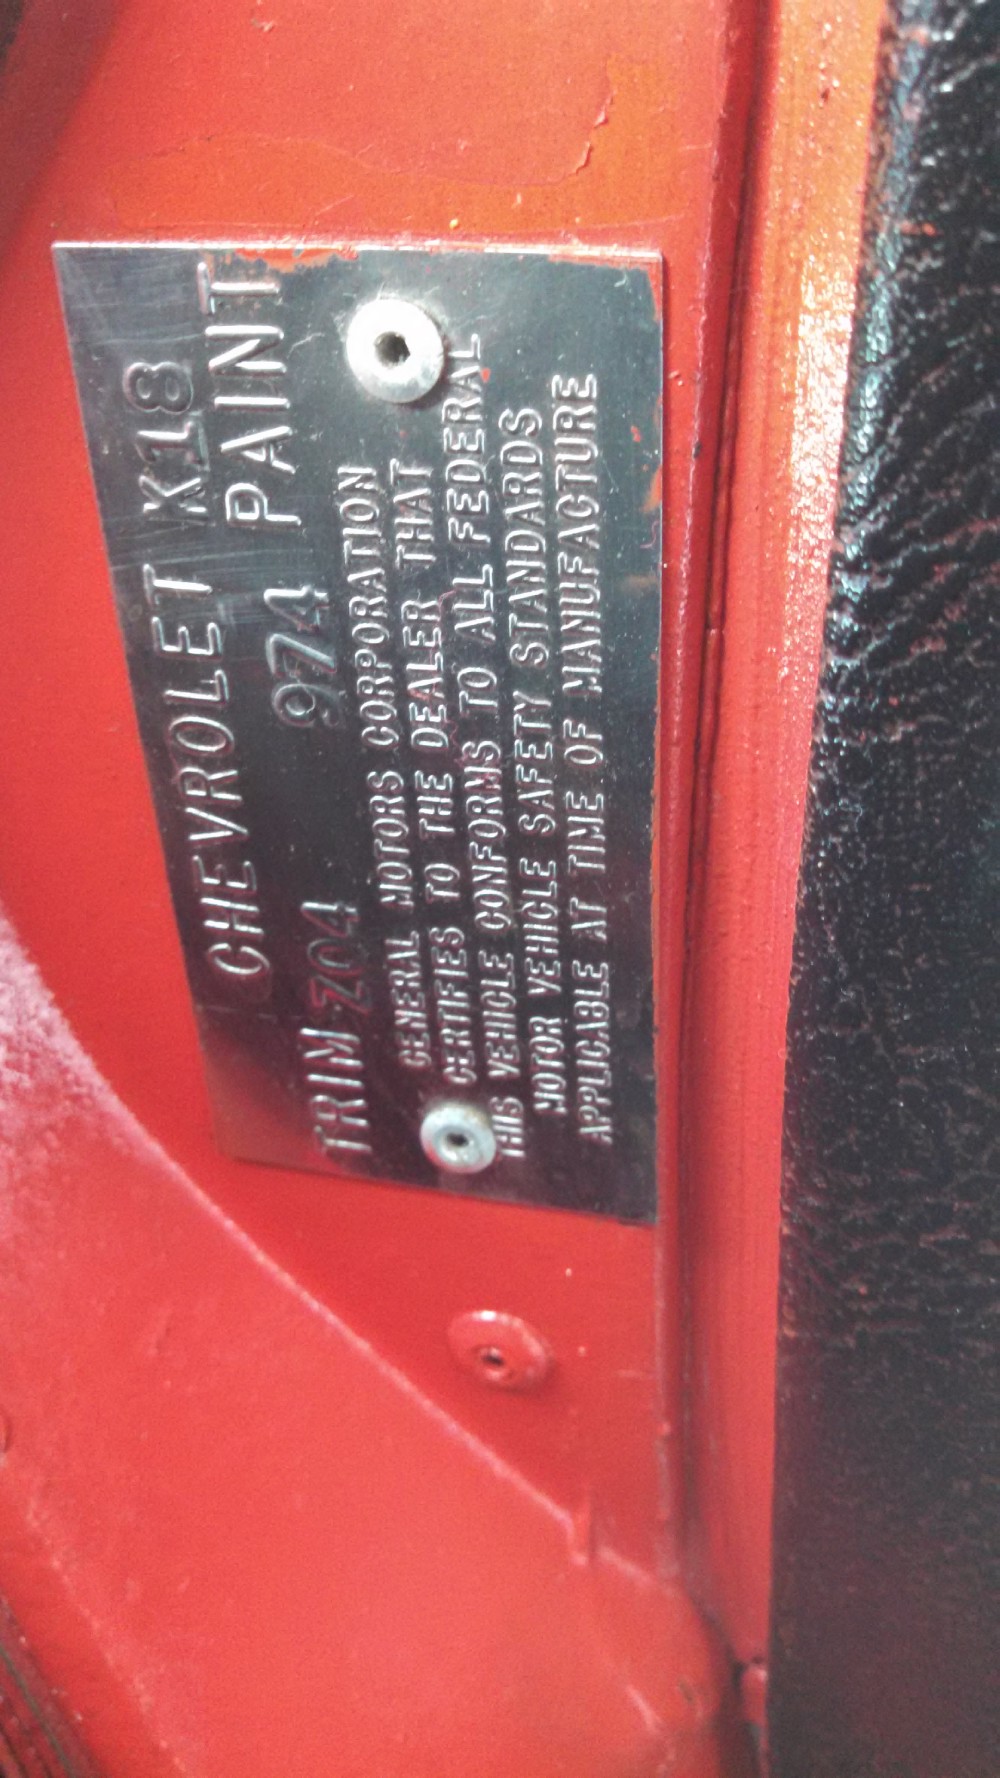 CHEVROLET K18
TRIM Z04 974 PAINT
GENERAL MOTORS CORPORATION
CERTIFIES TO THE DEALER THAT
THIS VEHICLE CONFORMS TO ALL FEDERAL
MOTOR VEHICLE SAFETY STANDARDS
APPLICABLE AT TIME OF MANUFACTURE